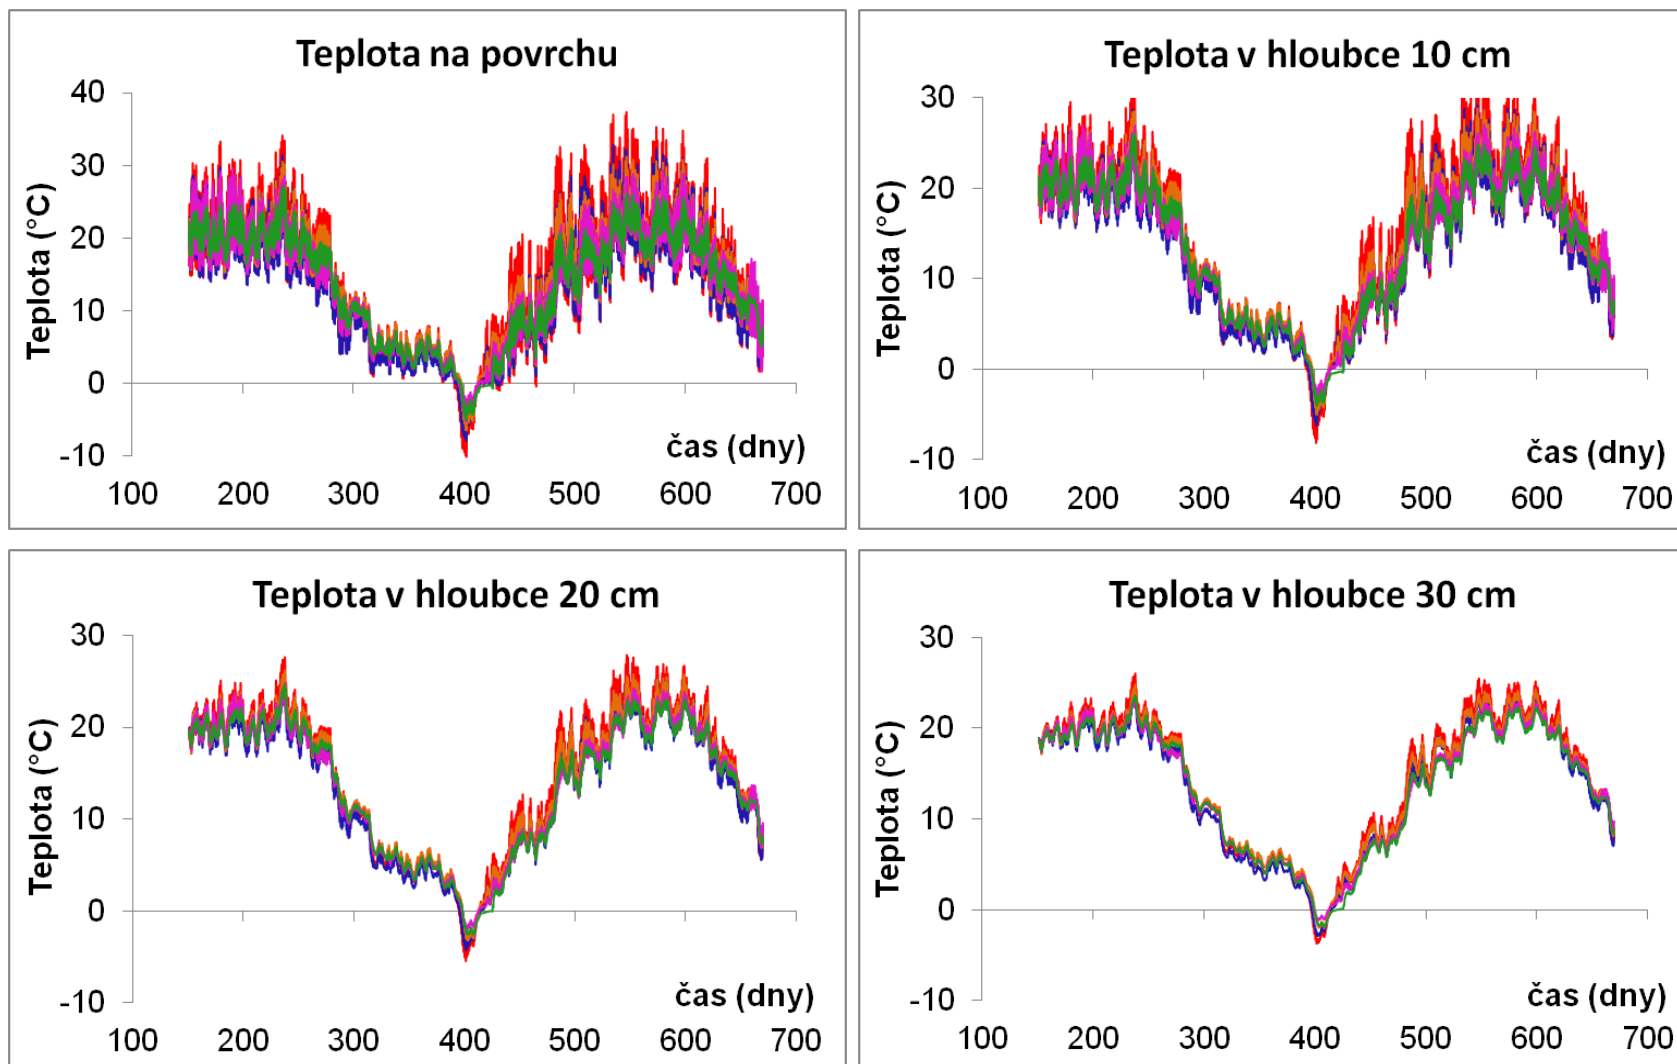 Teplota na povrchu
40
30
20
10
0
-10
Teplota (°C)
čas (dny)
100 200 300 400 500 600 700
Teplota v hloubce 10 cm
30
20
10
0
-10
Teplota (°C)
čas (dny)
100 200 300 400 500 600 700
Teplota v hloubce 20 cm
30
20
10
0
-10
Teplota (°C)
čas (dny)
100 200 300 400 500 600 700
Teplota v hloubce 30 cm
30
20
10
0
-10
Teplota (°C)
čas (dny)
100 200 300 400 500 600 700